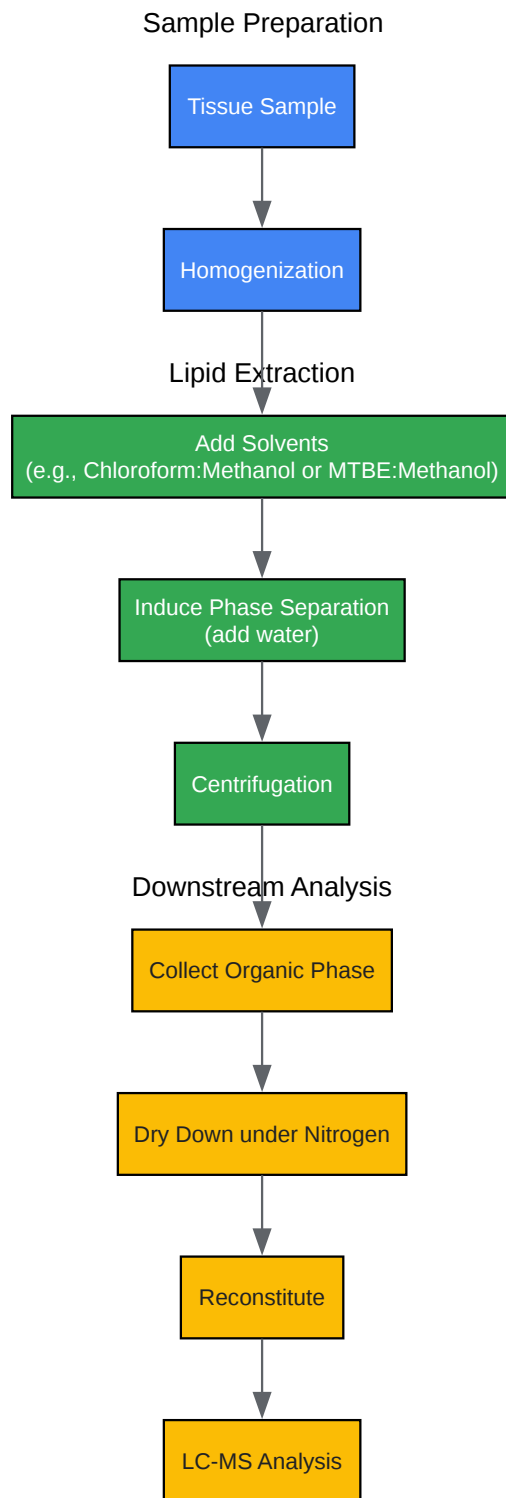 Sample Preparation
Tissue Sample
Homogenization
Lipid Extraction
Add Solvents
(e.g., Chloroform:Methanol or MTBE:Methanol)
Induce Phase Separation
(add water)
Centrifugation
Downstream Analysis
Collect Organic Phase
Dry Down under Nitrogen
Reconstitute
LC-MS Analysis